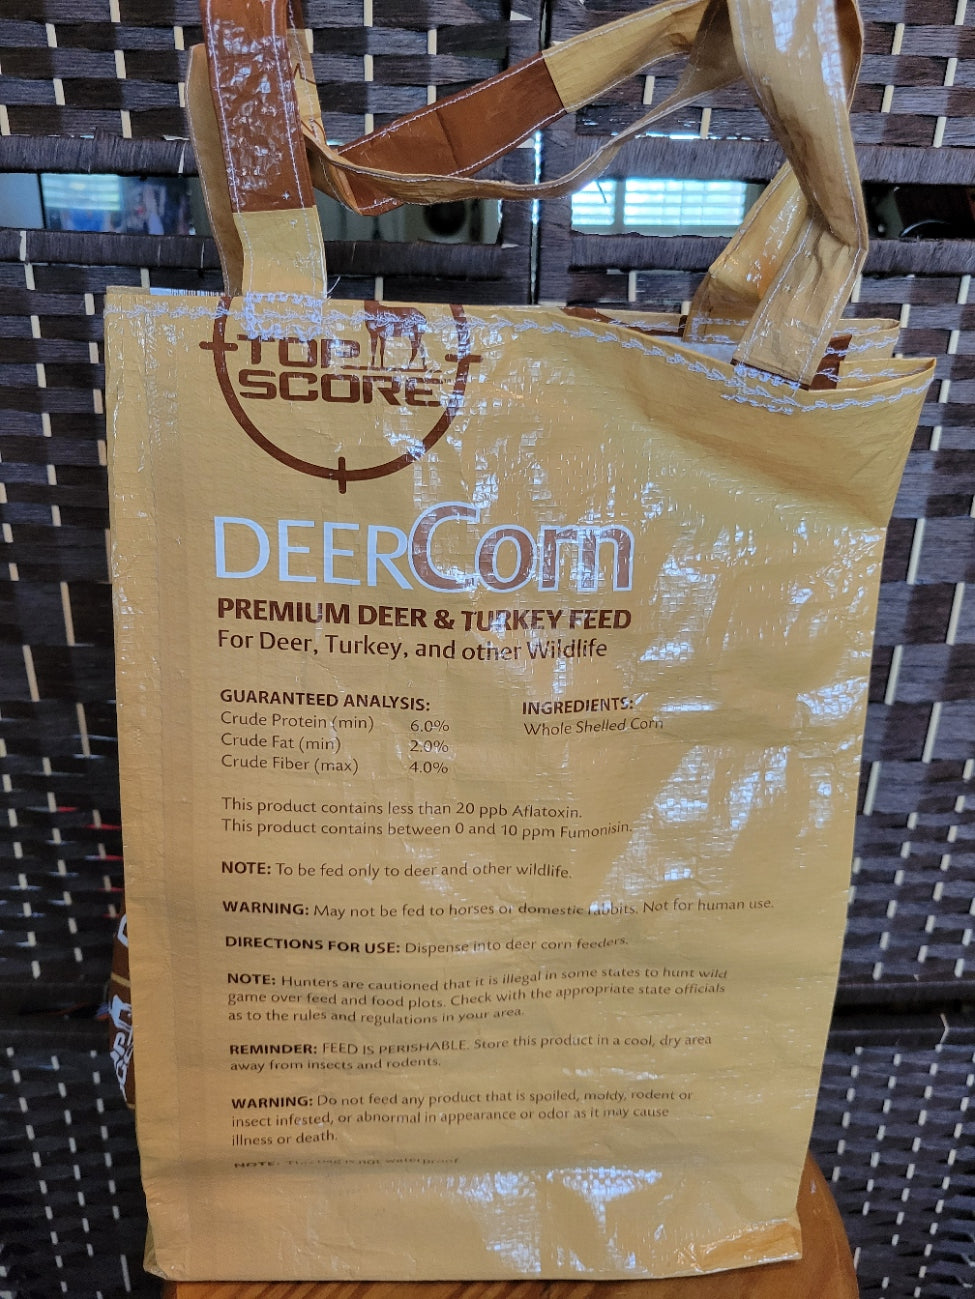 TOP
SCORE
DEERCorn
PREMIUM DEER & TURKEY FEED
For Deer, Turkey, and other Wildlife
GUARANTEED ANALYSIS:
Crude Protein (min) 6.0%
Crude Fat (min) 2.0%
Crude Fiber (max) 4.0%
INGREDIENTS:
Whole Shelled Corn
This product contains less than 20 ppb Aflatoxin.
This product contains between 0 and 10 ppm Fumonisin.
NOTE: To be fed only to deer and other wildlife.
WARNING: May not be fed to horses or domestic rabbits. Not for human use.
DIRECTIONS FOR USE: Dispense into deer corn feeders.
NOTE: Hunters are cautioned that it is illegal in some states to hunt wild
game over feed and food plots. Check with the appropriate state officials
as to the rules and regulations in your area.
REMINDER: FEED IS PERISHABLE. Store this product in a cool, dry area
away from insects and rodents.
WARNING: Do not feed any product that is spoiled, moldy, rodent or
insect infested, or abnormal in appearance or odor as it may cause
illness or death.
NOTE: This bag is not waterproof